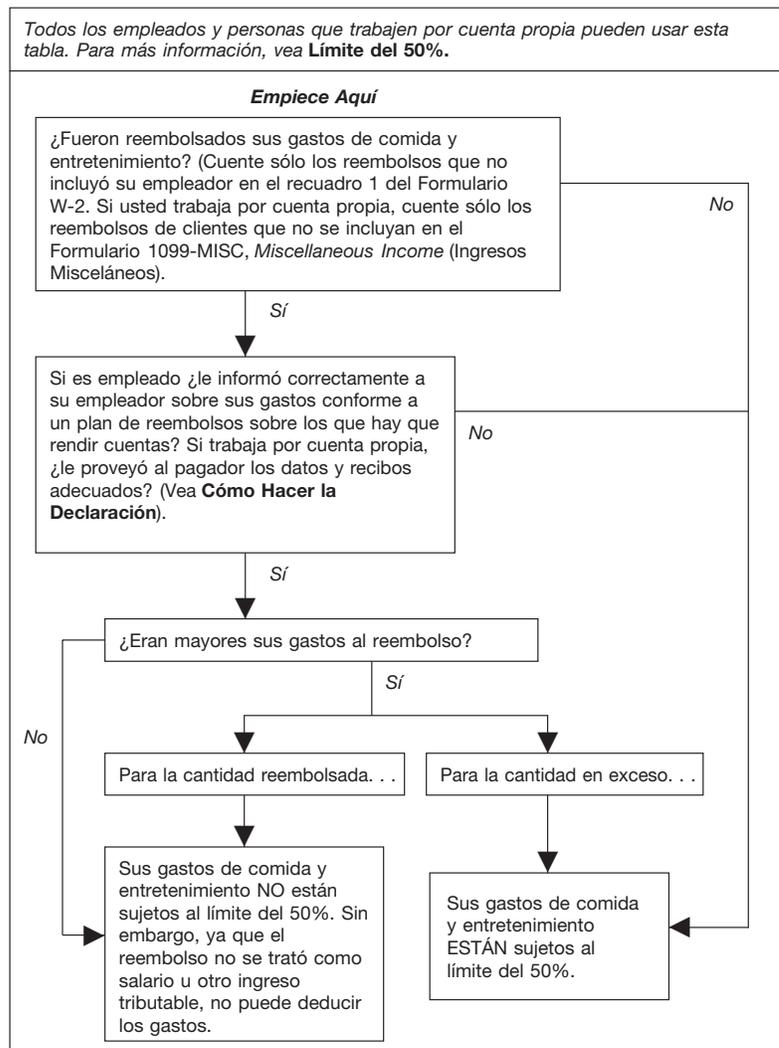 Todos los empleados y personas que trabajen por cuenta propia pueden usar esta
tabla. Para más información, vea Límite del 50%.
Empiece Aquí
¿Fueron reembolsados sus gastos de comida y
entretenimiento? (Cuente sólo los reembolsos que no
incluyó su empleador en el recuadro 1 del Formulario
W-2. Si usted trabaja por cuenta propia, cuente sólo los
reembolsos de clientes que no se incluyan en el
Formulario 1099-MISC, Miscellaneous Income (Ingresos
Misceláneos).
No
Sí
Si es empleado ¿le informó correctamente a
su empleador sobre sus gastos conforme a
un plan de reembolsos sobre los que hay que
rendir cuentas? Si trabaja por cuenta propia,
¿le proveyó al pagador los datos y recibos
adecuados? (Vea Cómo Hacer la
Declaración).
No
Sí
¿Eran mayores sus gastos al reembolso?
Sí
No
Para la cantidad reembolsada. . .
Para la cantidad en exceso. . .
Sus gastos de comida y
entretenimiento NO están
sujetos al límite del 50%. Sin
embargo, ya que el
reembolso no se trató como
salario u otro ingreso
tributable, no puede deducir
los gastos.
Sus gastos de comida
y entretenimiento
ESTÁN sujetos al
límite del 50%.